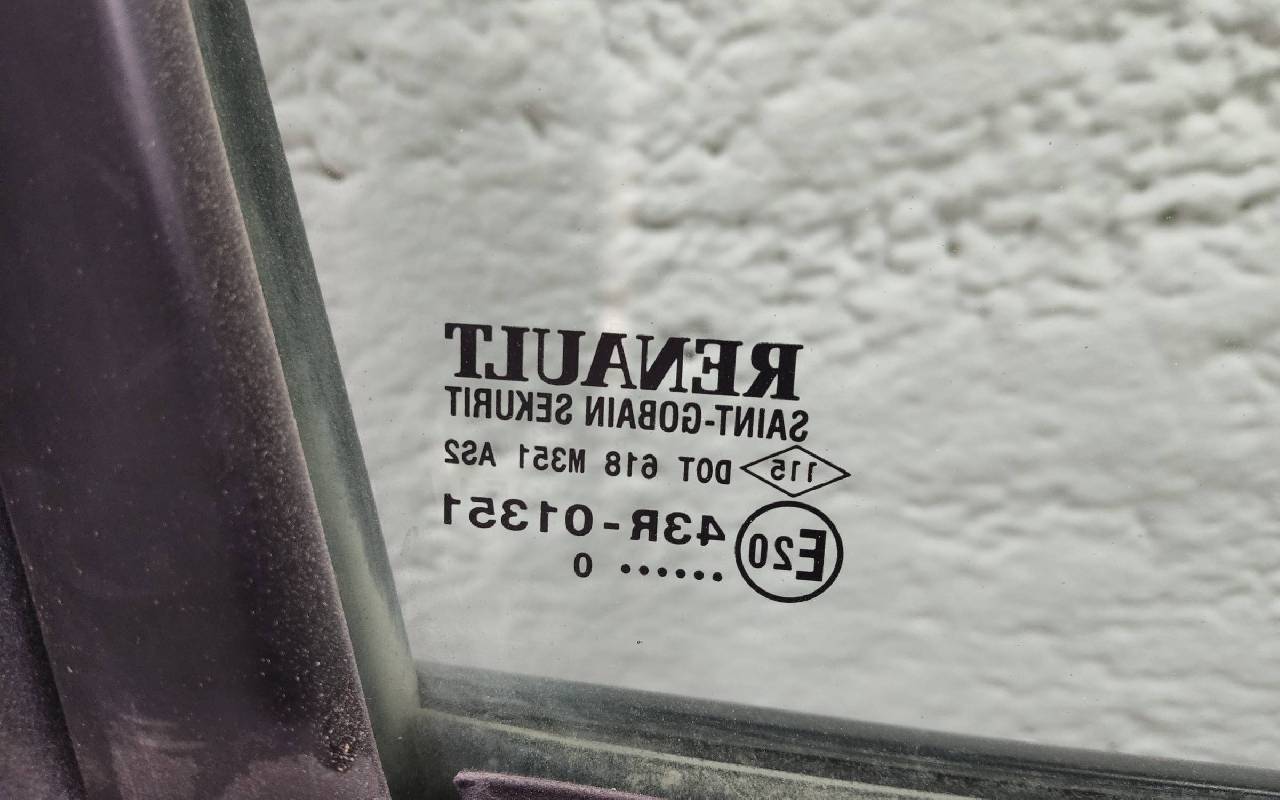 RENAULT
SAINT-GOBAIN SEKURIT
115 DOT 618 M351 AS2
E20 43R-01351
...... 0